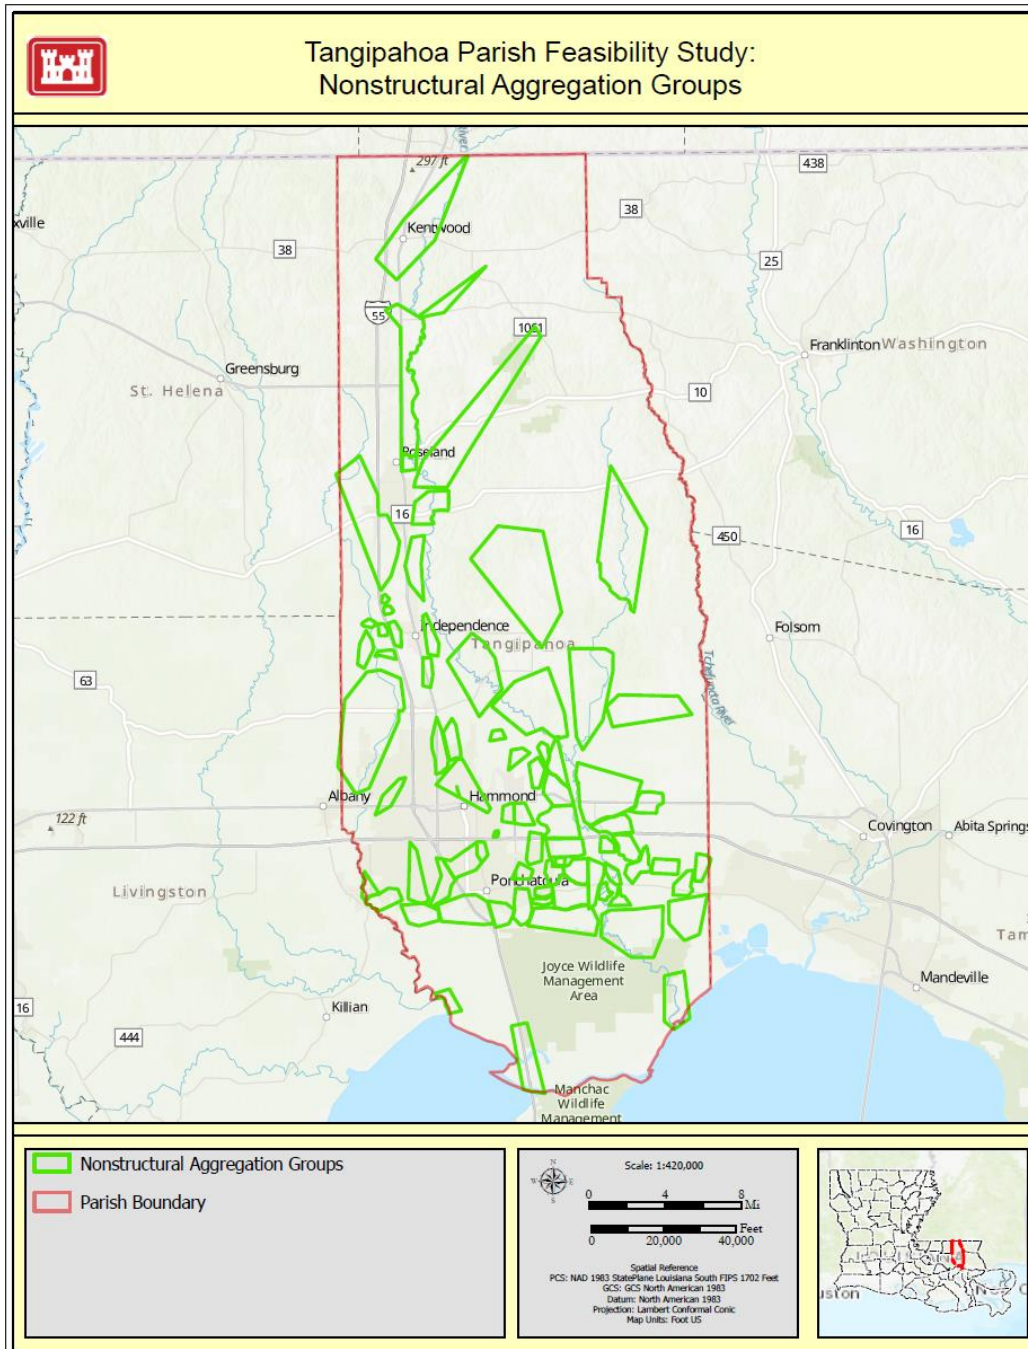 Tangipahoa Parish Feasibility Study:
Nonstructural Aggregation Groups
297 ft
438
38
Kentwood
38
25
55
1061
Franklinton
Washington
Greensburg
St. Helena
10
Roseland
16
16
450
Independence
Folsom
Tangipahoa
63
Tchefuncta River
Albany
Hammond
122 ft
Covington
Abita Springs
Livingston
Ponchatoula
Joyce Wildlife
Management
Area
Mandeville
16
Killian
444
Manchac
Wildlife
Management
Nonstructural Aggregation Groups
Parish Boundary
N
W E
S
Scale: 1:420,000
0 4 8
Mi
Feet
0 20,000 40,000
Spatial Reference
PCS: NAD 1983 StatePlane Louisiana South FIPS 1702 Feet
GCS: GCS North American 1983
Datum: North American 1983
Projection: Lambert Conformal Conic
Map Units: Foot US